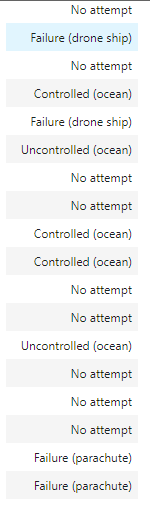 No attempt
Failure (drone ship)
No attempt
Controlled (ocean)
Failure (drone ship)
Uncontrolled (ocean)
No attempt
No attempt
Controlled (ocean)
Controlled (ocean)
No attempt
No attempt
Uncontrolled (ocean)
No attempt
No attempt
No attempt
Failure (parachute)
Failure (parachute)